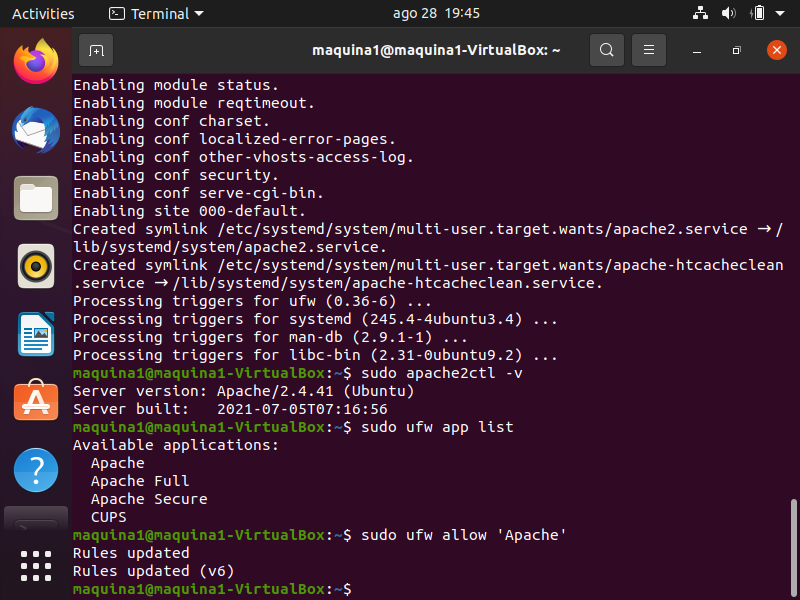 Activities
Terminal
ago 28 19:45
maquina1@maquina1-VirtualBox: ~
Enabling module status.
Enabling module reqtimeout.
Enabling conf charset.
Enabling conf localized-error-pages.
Enabling conf other-vhosts-access-log.
Enabling conf security.
Enabling conf serve-cgi-bin.
Enabling site 000-default.
Created symlink /etc/systemd/system/multi-user.target.wants/apache2.service → /
lib/systemd/system/apache2.service.
Created symlink /etc/systemd/system/multi-user.target.wants/apache-htcacheclean
.service → /lib/systemd/system/apache-htcacheclean.service.
Processing triggers for ufw (0.36-6) ...
Processing triggers for systemd (245.4-4ubuntu3.4) ...
Processing triggers for man-db (2.9.1-1) ...
Processing triggers for libc-bin (2.31-0ubuntu9.2) ...
maquina1@maquina1-VirtualBox:~$ sudo apache2ctl -v
Server version: Apache/2.4.41 (Ubuntu)
Server built:   2021-07-05T07:16:56
maquina1@maquina1-VirtualBox:~$ sudo ufw app list
Available applications:
  Apache
  Apache Full
  Apache Secure
  CUPS
maquina1@maquina1-VirtualBox:~$ sudo ufw allow 'Apache'
Rules updated
Rules updated (v6)
maquina1@maquina1-VirtualBox:~$